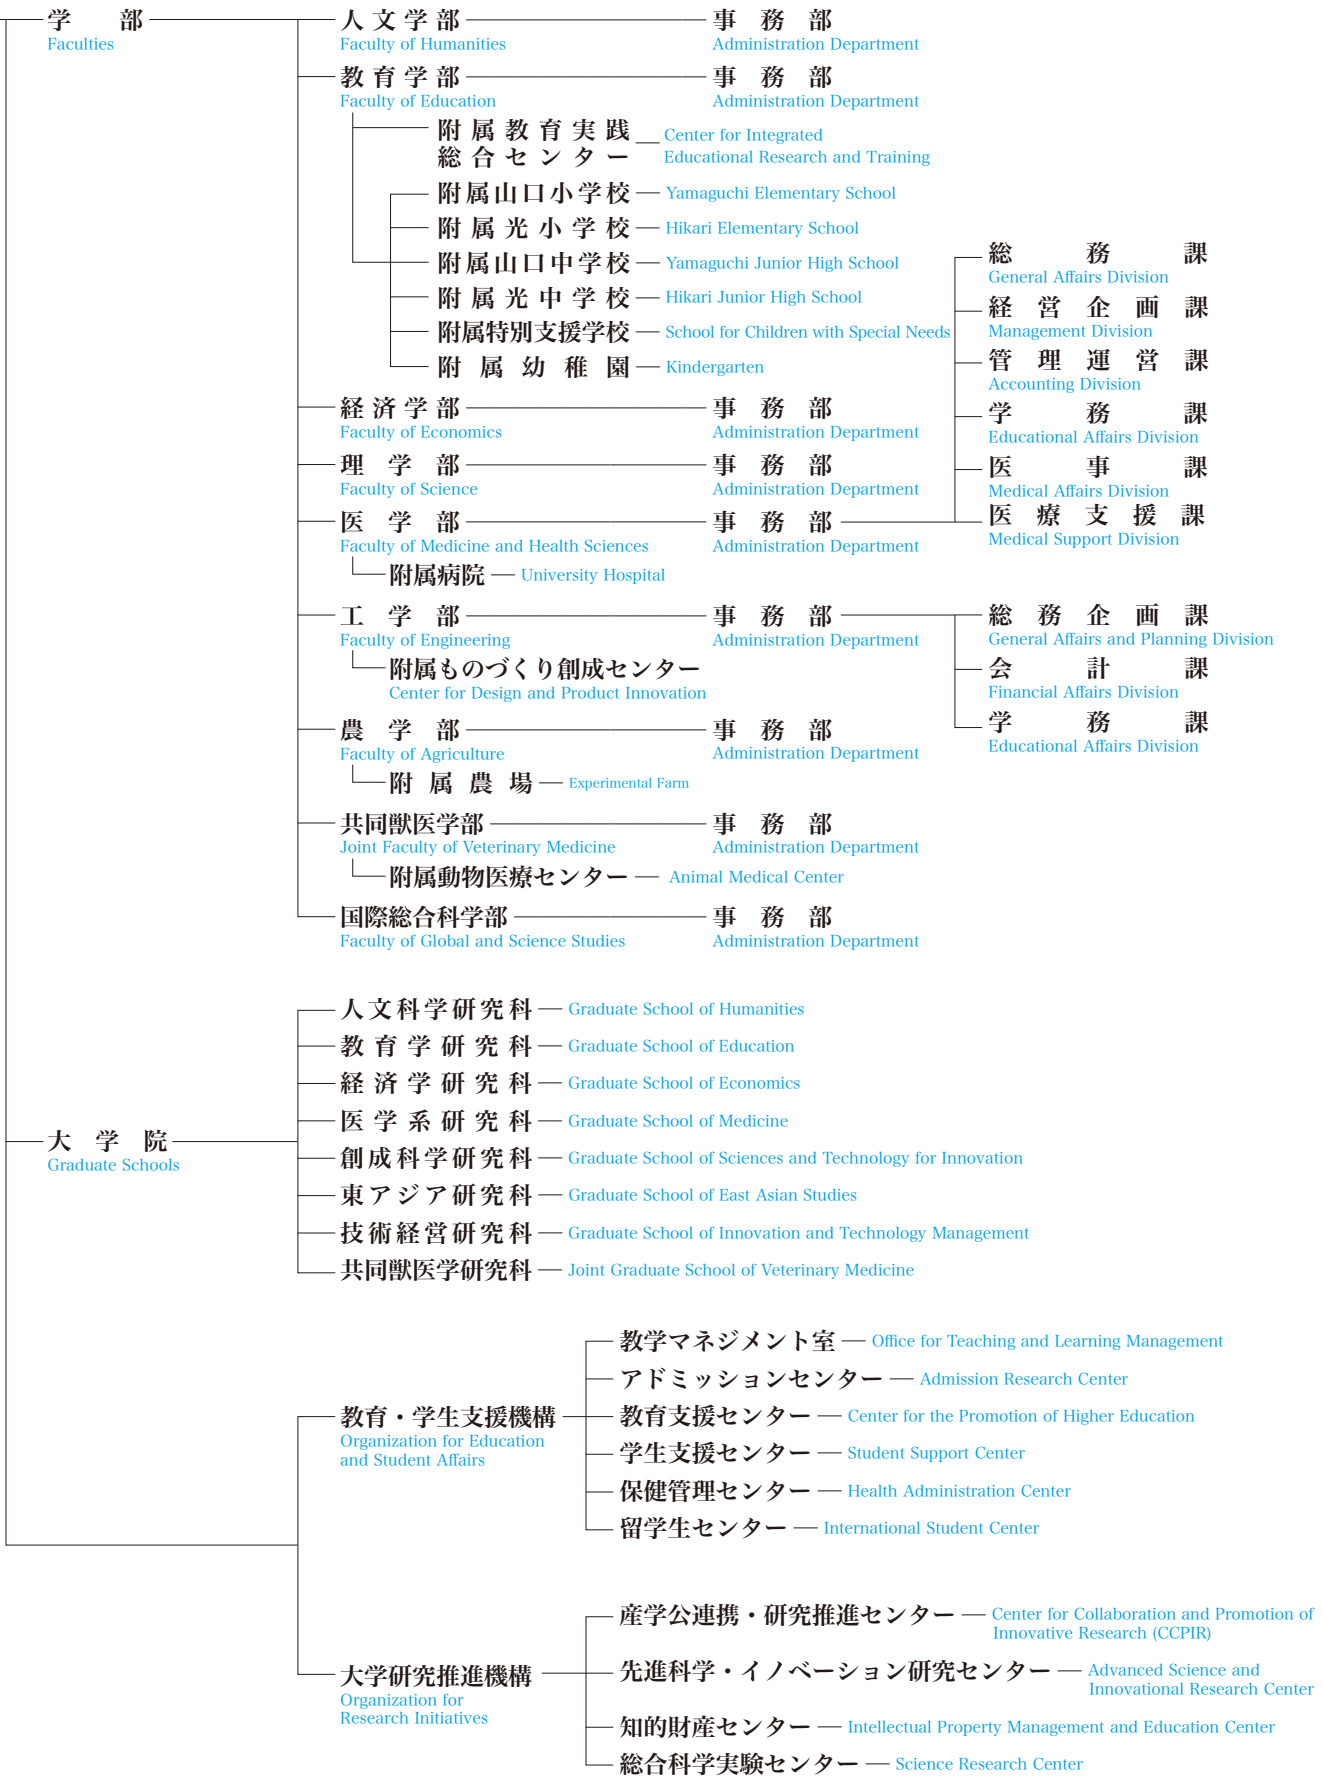 学部
Faculties
人文学部
Faculty of Humanities
事務部
Administration Department
教育学部
Faculty of Education
事務部
Administration Department
附属教育実践
総合センター
Center for Integrated
Educational Research and Training
附属山口小学校
Yamaguchi Elementary School
附属光小学校
Hikari Elementary School
附属山口中学校
Yamaguchi Junior High School
附属光中学校
Hikari Junior High School
附属特別支援学校
School for Children with Special Needs
附属幼稚園
Kindergarten
経済学部
Faculty of Economics
事務部
Administration Department
理学部
Faculty of Science
事務部
Administration Department
医学部
Faculty of Medicine and Health Sciences
事務部
Administration Department
総務課
General Affairs Division
経営企画課
Management Division
管理運営課
Accounting Division
学務課
Educational Affairs Division
医事課
Medical Affairs Division
医療支援課
Medical Support Division
附属病院
University Hospital
工学部
Faculty of Engineering
事務部
Administration Department
総務企画課
General Affairs and Planning Division
会計課
Financial Affairs Division
学務課
Educational Affairs Division
附属ものづくり創成センター
Center for Design and Product Innovation
農学部
Faculty of Agriculture
事務部
Administration Department
附属農場
Experimental Farm
共同獣医学部
Joint Faculty of Veterinary Medicine
事務部
Administration Department
附属動物医療センター
Animal Medical Center
国際総合科学部
Faculty of Global and Science Studies
事務部
Administration Department
大学院
Graduate Schools
人文科学研究科
Graduate School of Humanities
教育学研究科
Graduate School of Education
経済学研究科
Graduate School of Economics
医学系研究科
Graduate School of Medicine
創成科学研究科
Graduate School of Sciences and Technology for Innovation
東アジア研究科
Graduate School of East Asian Studies
技術経営研究科
Graduate School of Innovation and Technology Management
共同獣医学研究科
Joint Graduate School of Veterinary Medicine
教育・学生支援機構
Organization for Education
and Student Affairs
教学マネジメント室
Office for Teaching and Learning Management
アドミッションセンター
Admission Research Center
教育支援センター
Center for the Promotion of Higher Education
学生支援センター
Student Support Center
保健管理センター
Health Administration Center
留学生センター
International Student Center
大学研究推進機構
Organization for
Research Initiatives
産学公連携・研究推進センター
Center for Collaboration and Promotion of
Innovative Research (CCPIR)
先進科学・イノベーション研究センター
Advanced Science and
Innovational Research Center
知的財産センター
Intellectual Property Management and Education Center
総合科学実験センター
Science Research Center